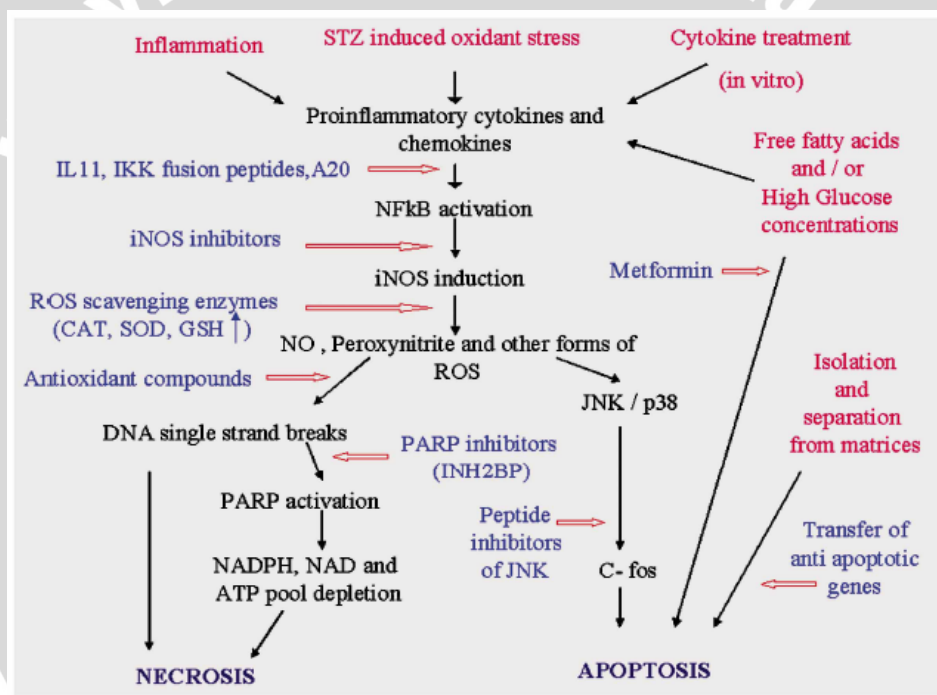 Inflammation
STZ induced oxidant stress
Cytokine treatment
(in vitro)
Proinflammatory cytokines and
chemokines
Free fatty acids
and / or
High Glucose
concentrations
IL11, IKK fusion peptides,A20
NFkB activation
iNOS inhibitors
Metformin
iNOS induction
ROS scavenging enzymes
(CAT, SOD, GSH ↑)
NO , Peroxynitrite and other forms of
ROS
Isolation
and
separation
from matrices
Antioxidant compounds
JNK / p38
DNA single strand breaks
PARP inhibitors
(INH2BP)
PARP activation
Peptide
inhibitors
of JNK
Transfer of
anti apoptotic
genes
NADPH, NAD and
ATP pool depletion
C- fos
NECROSIS
APOPTOSIS